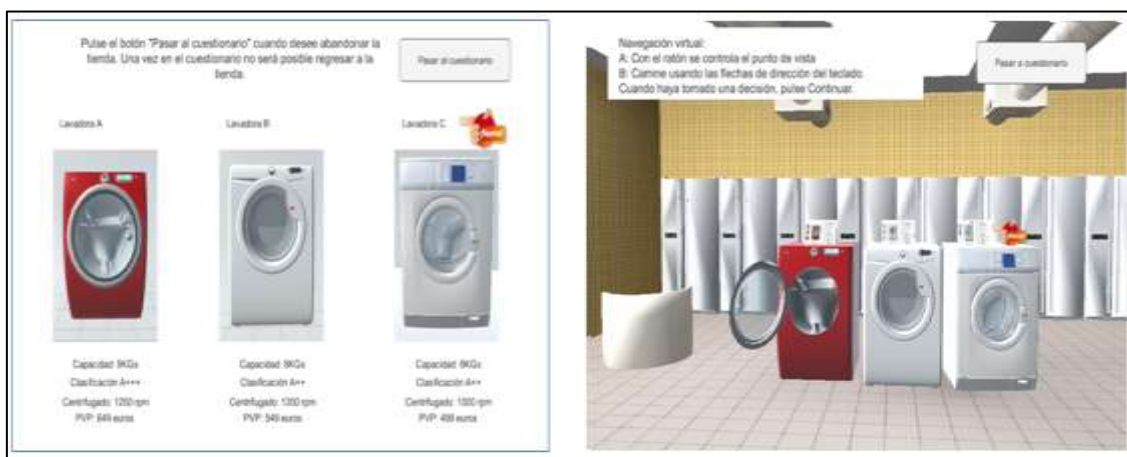 Pulse el botón "Pasar al cuestionario" cuando desee abandonar la
tienda. Una vez en el cuestionario no será posible regresar a la
tienda.
Pasar al cuestionario
Lavadora A
Lavadora B
Lavadora C
Capacidad:
Clasificación A+++
Centrifugado: 1250 rpm
PVP: 649 euros
Capacidad:
Clasificación A++
Centrifugado: 1200 rpm
PVP: 549 euros
Capacidad:
Clasificación A++
Centrifugado: 1000 rpm
PVP: 499 euros
Navegación virtual:
A: Con el ratón se controla el punto de vista
B: Camine usando las flechas de dirección del teclado
Cuando haya tomado una decisión, pulse Continuar.
Pasar a cuestionario